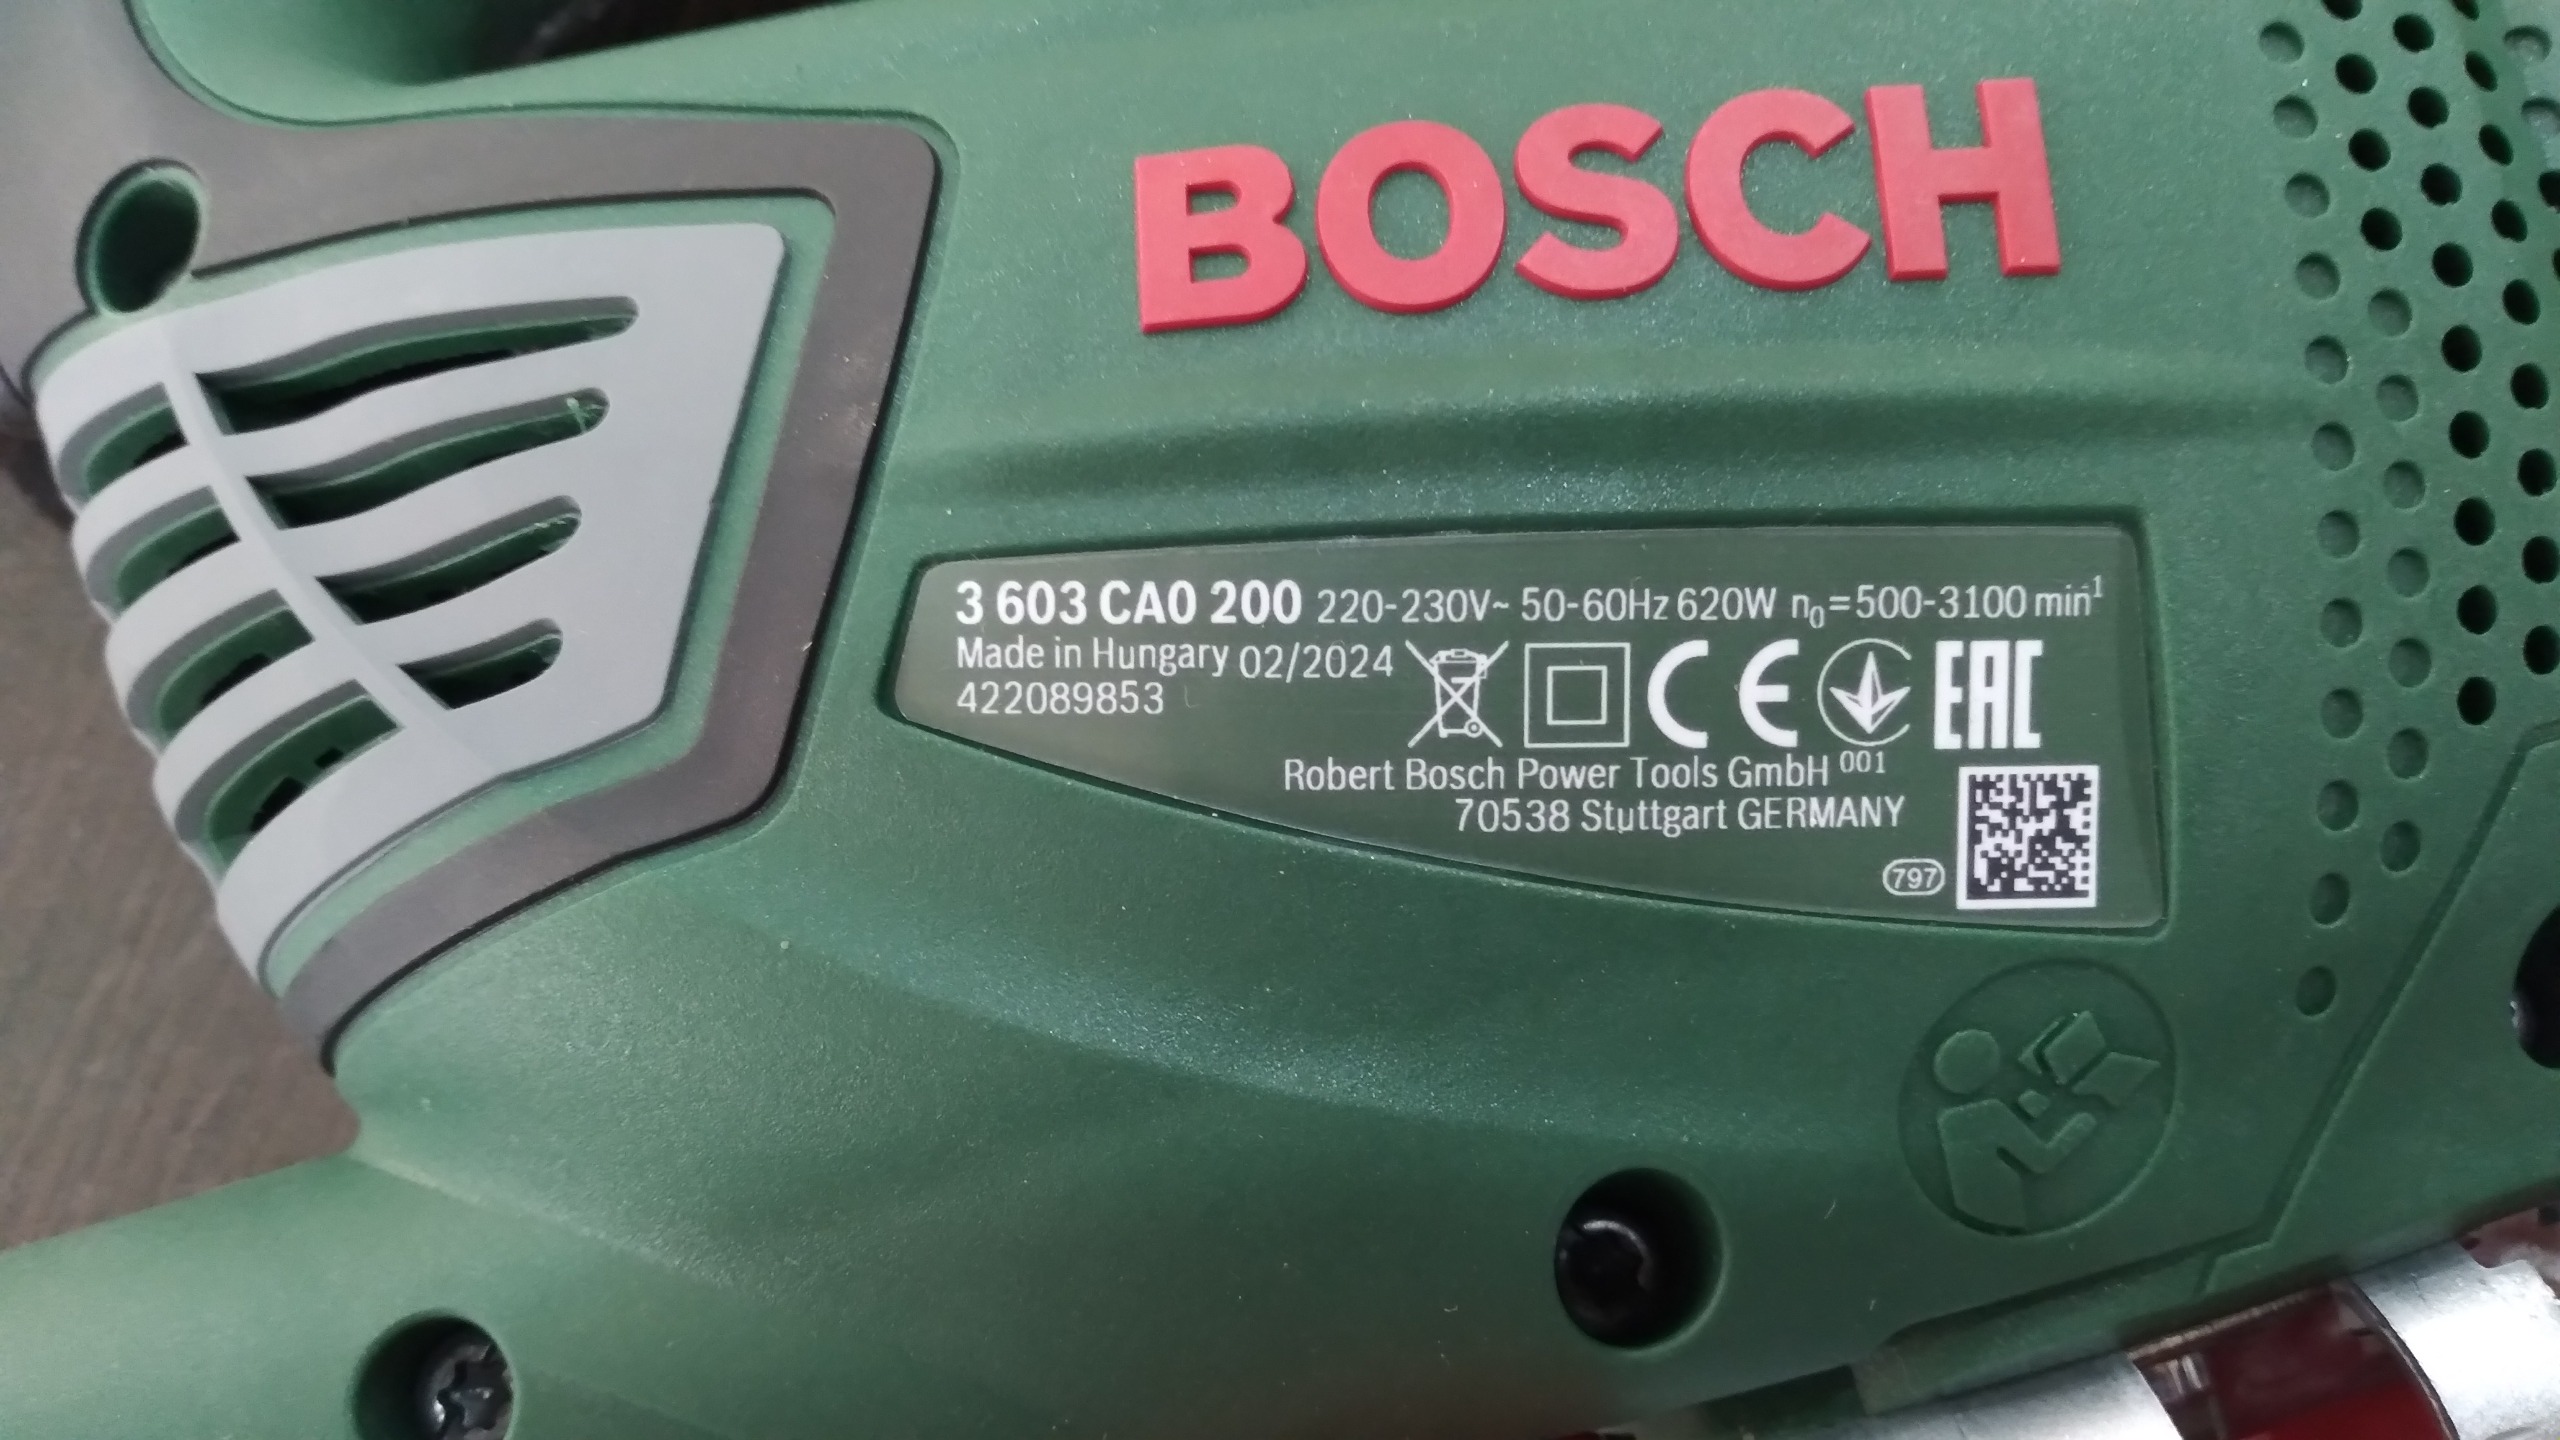 BOSCH
3 603 CA0 200 220-230V~ 50-60Hz 620W n₀=500-3100 min⁻¹
Made in Hungary 02/2024
422089853
CE EAC
Robert Bosch Power Tools GmbH 001
70538 Stuttgart GERMANY
797